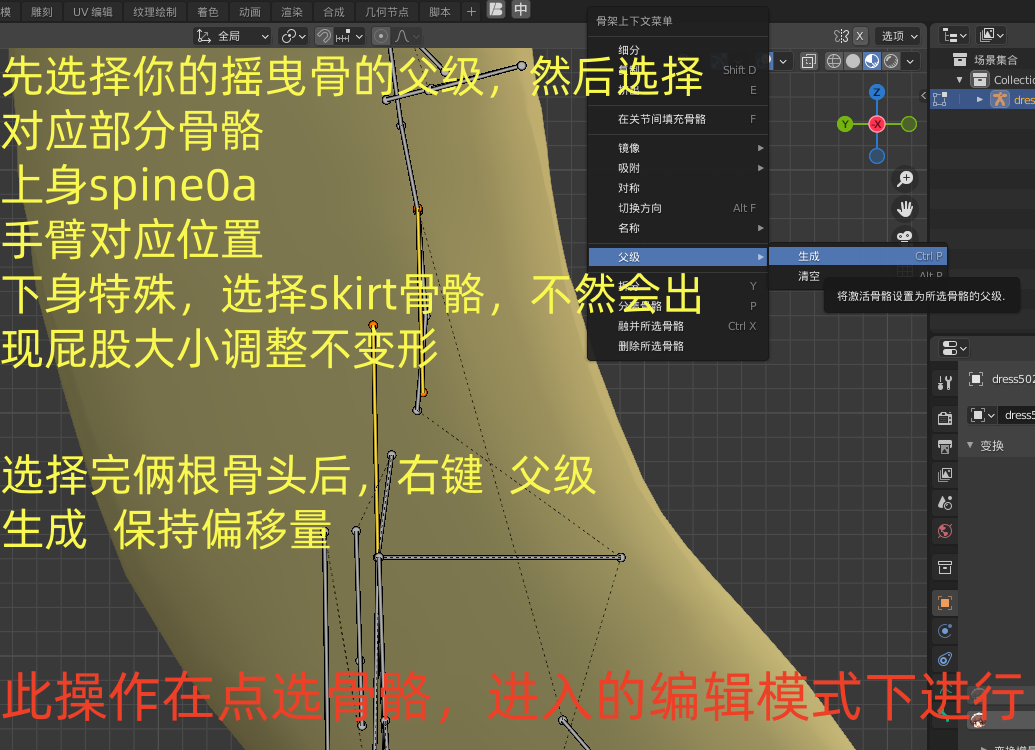 模 雕刻 UV 编辑 纹理绘制 着色 动画 渲染 合成 几何节点 脚本 + 中
全局
X 选项
骨架上下文菜单
细分
Shift D
E
在关节间填充骨骼 F
镜像
吸附
对称
切换方向 Alt F
名称
父级
生成 Ctrl P
清空 Alt P
将激活骨骼设置为所选骨骼的父级.
Y
P
融并所选骨骼 Ctrl X
删除所选骨骼
场景集合
Collectio
dres
Z
Y
-X
dress502
dress5
变换
先选择你的摇曳骨的父级，然后选择
对应部分骨骼
上身spine0a
手臂对应位置
下身特殊，选择skirt骨骼，不然会出
现屁股大小调整不变形
选择完俩根骨头后，右键 父级
生成 保持偏移量
此操作在点选骨骼，进入的编辑模式下进行